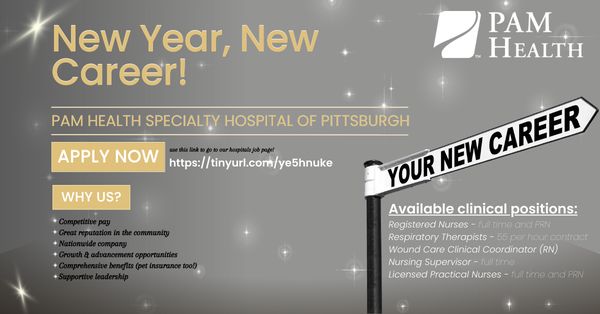 New Year, New
Career!
PAM
HEALTH
TM
PAM HEALTH SPECIALTY HOSPITAL OF PITTSBURGH
APPLY NOW
use this link to go to our hospitals job page!
https://tinyurl.com/ye5hnuke
WHY US?
Competitive pay
Great reputation in the community
Nationwide company
Growth & advancement opportunities
Comprehensive benefits (pet insurance too!)
Supportive leadership
YOUR NEW CAREER
Available clinical positions:
Registered Nurses - full time and PRN
Respiratory Therapists - 55 per hour contract
Wound Care Clinical Coordinator (RN)
Nursing Supervisor - full time
Licensed Practical Nurses - full time and PRN